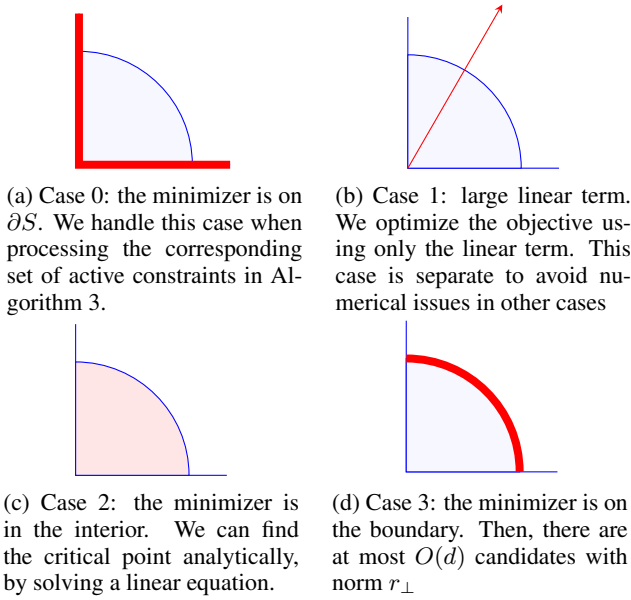 (a) Case 0: the minimizer is on
∂S. We handle this case when
processing the corresponding
set of active constraints in Al-
gorithm 3.
(b) Case 1: large linear term.
We optimize the objective us-
ing only the linear term. This
case is separate to avoid nu-
merical issues in other cases
(c) Case 2: the minimizer is
in the interior. We can find
the critical point analytically,
by solving a linear equation.
(d) Case 3: the minimizer is on
the boundary. Then, there are
at most O(d) candidates with
norm r⊥